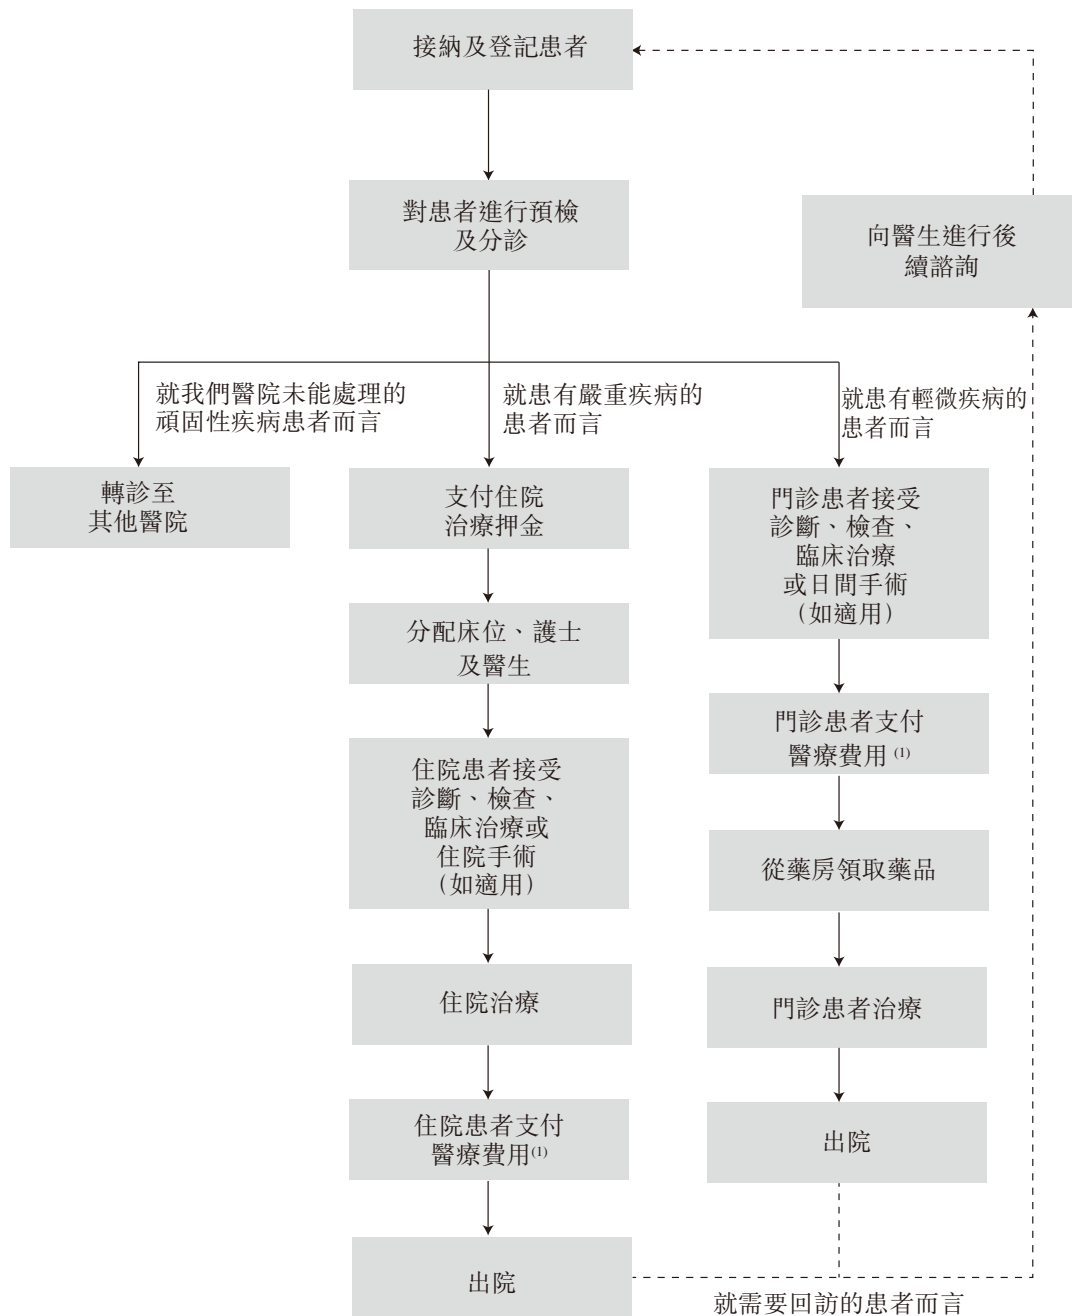 接納及登記患者
對患者進行預檢
及分診
向醫生進行後
續諮詢
就我們醫院未能處理的
頑固性疾病患者而言
就患有嚴重疾病的
患者而言
就患有輕微疾病的
患者而言
轉診至
其他醫院
支付住院
治療押金
分配床位、護士
及醫生
住院患者接受
診斷、檢查、
臨床治療或
住院手術
(如適用)
住院治療
住院患者支付
醫療費用(1)
出院
門診患者接受
診斷、檢查、
臨床治療
或日間手術
(如適用)
門診患者支付
醫療費用(1)
從藥房領取藥品
門診患者治療
出院
就需要回訪的患者而言